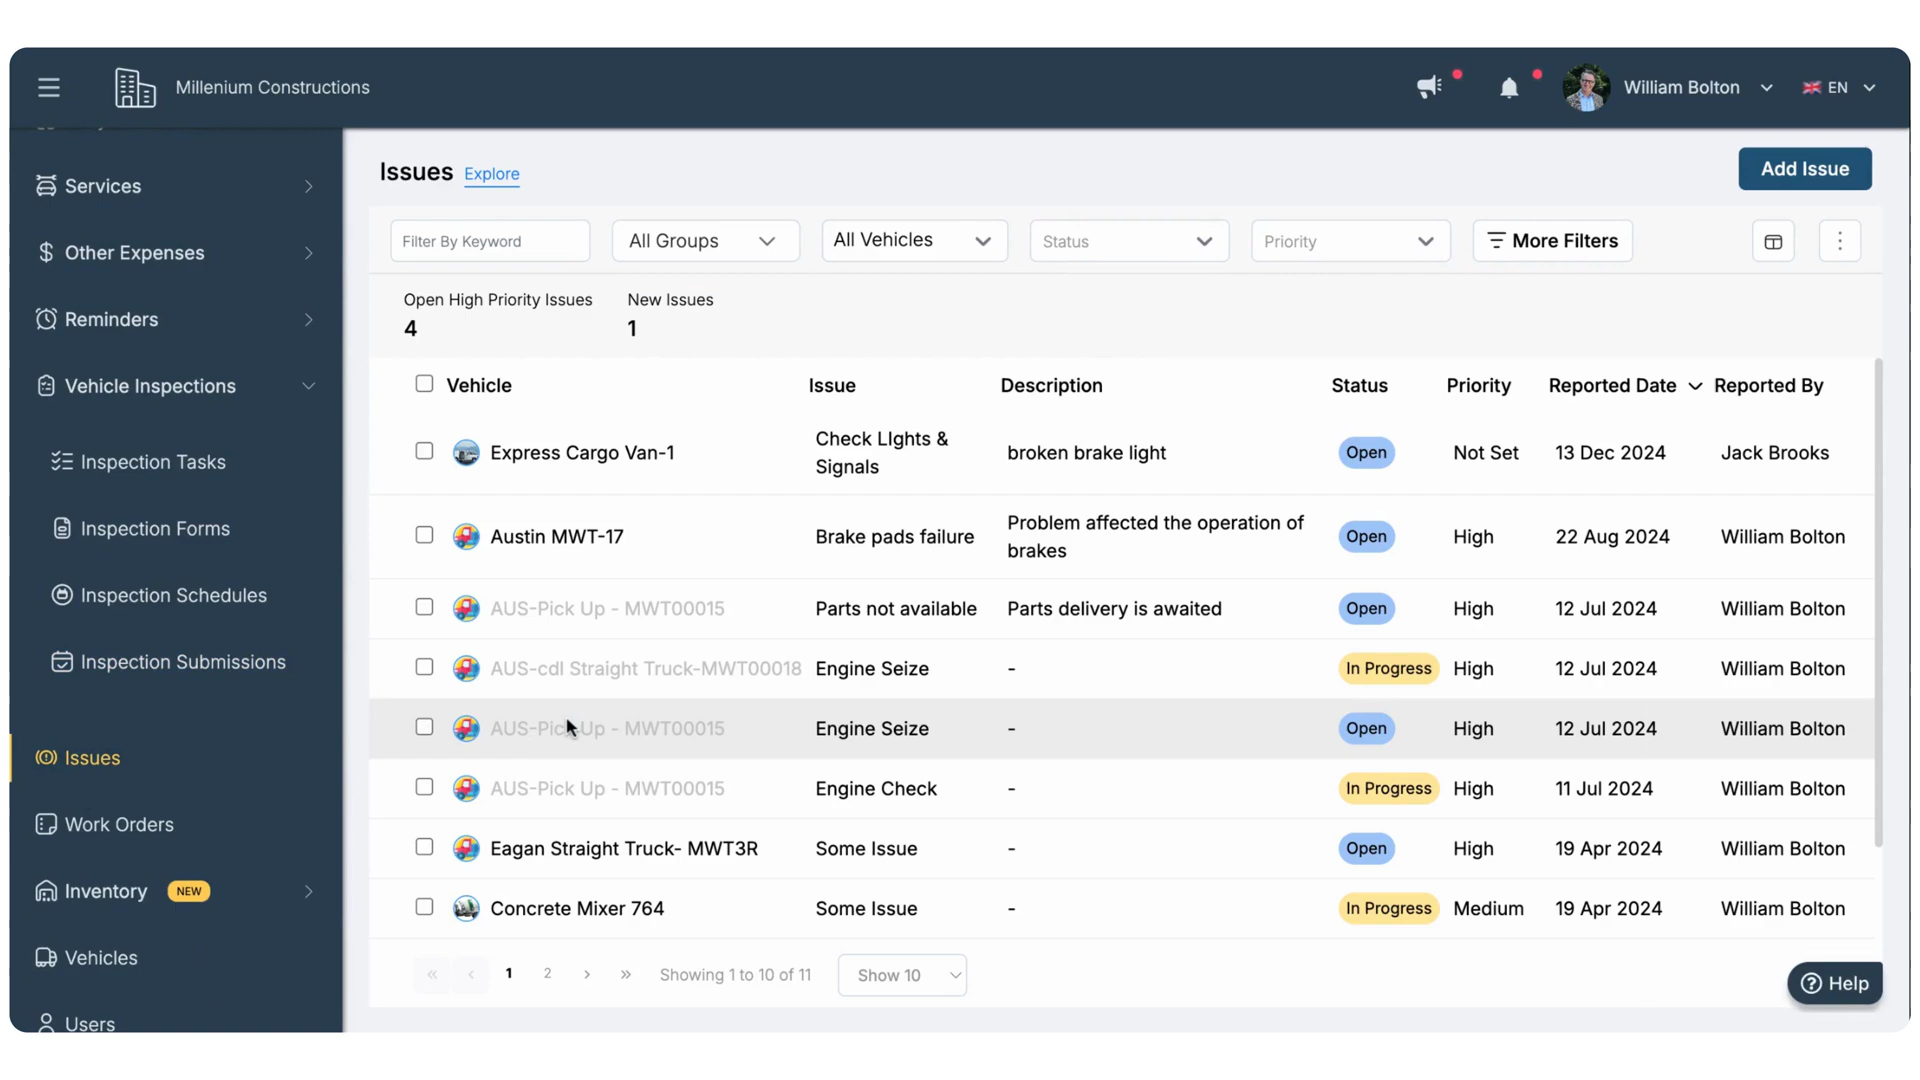 Millenium Constructions
William Bolton
EN
Services
Other Expenses
Reminders
Vehicle Inspections
Inspection Tasks
Inspection Forms
Inspection Schedules
Inspection Submissions
Issues
Work Orders
Inventory NEW
Vehicles
Users
Issues Explore
Add Issue
Filter By Keyword
All Groups
All Vehicles
Status
Priority
More Filters
Open High Priority Issues
4
New Issues
1
Vehicle Issue Description Status Priority Reported Date Reported By
Express Cargo Van-1
Check LIghts &
Signals
broken brake light
Open
Not Set
13 Dec 2024
Jack Brooks
Austin MWT-17
Brake pads failure
Problem affected the operation of
brakes
Open
High
22 Aug 2024
William Bolton
AUS-Pick Up - MWT00015 Parts not available Parts delivery is awaited Open High 12 Jul 2024 William Bolton
AUS-cdl Straight Truck-MWT00018 Engine Seize - In Progress High 12 Jul 2024 William Bolton
AUS-Pick Up - MWT00015 Engine Seize - Open High 12 Jul 2024 William Bolton
AUS-Pick Up - MWT00015 Engine Check - In Progress High 11 Jul 2024 William Bolton
Eagan Straight Truck- MWT3R Some Issue - Open High 19 Apr 2024 William Bolton
Concrete Mixer 764 Some Issue - In Progress Medium 19 Apr 2024 William Bolton
« ‹ 1 2 › » Showing 1 to 10 of 11 Show 10
Help